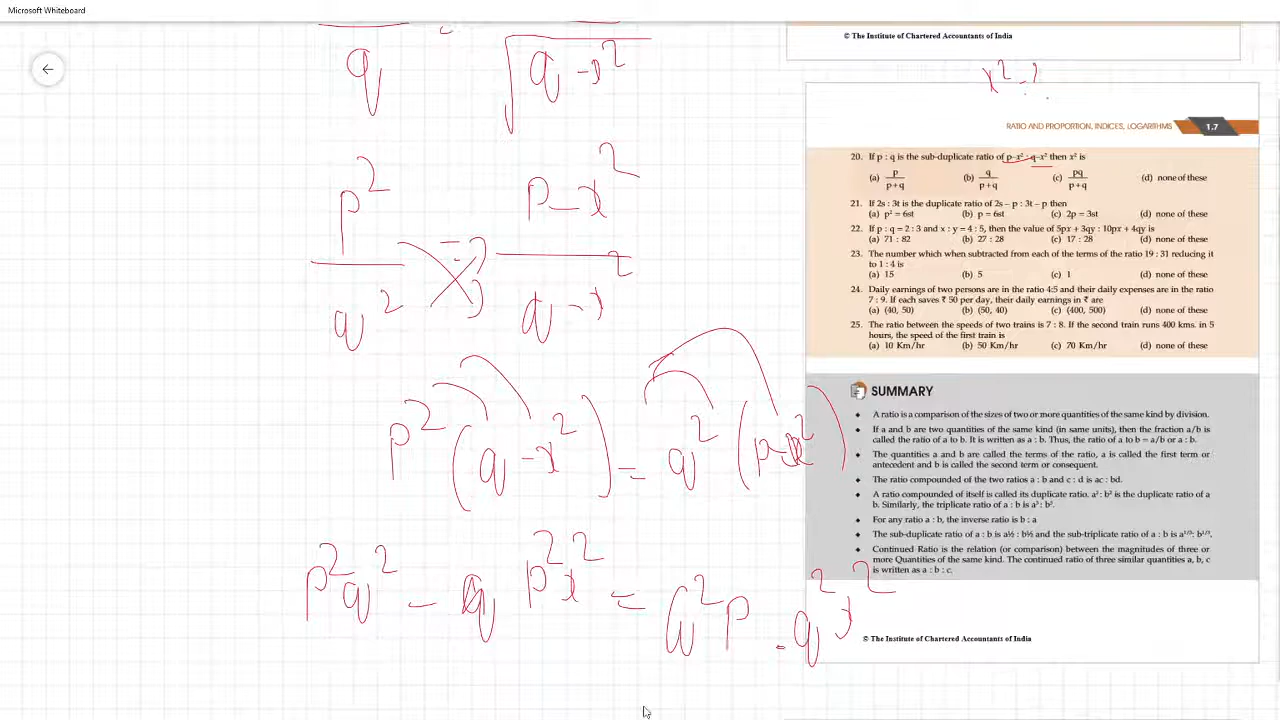 Microsoft Whiteboard
q = √q - x²
p² / q² = p - x² / q - x²
p² (q - x²) = q² (p - x²)
p² q² - q p² x² = q² p - q² x²
© The Institute of Chartered Accountants of India
x² = ?
RATIO AND PROPORTION, INDICES, LOGARITHMS 1.7
20. If p : q is the sub-duplicate ratio of p–x² : q–x² then x² is
(a) p/p+q (b) q/p+q (c) pq/p+q (d) none of these
21. If 2s : 3t is the duplicate ratio of 2s – p : 3t – p then
(a) p² = 6st (b) p = 6st (c) 2p = 3st (d) none of these
22. If p : q = 2 : 3 and x : y = 4 : 5, then the value of 5px + 3qy : 10px + 4qy is
(a) 71 : 82 (b) 27 : 28 (c) 17 : 28 (d) none of these
23. The number which when subtracted from each of the terms of the ratio 19 : 31 reducing it
to 1 : 4 is
(a) 15 (b) 5 (c) 1 (d) none of these
24. Daily earnings of two persons are in the ratio 4:5 and their daily expenses are in the ratio
7 : 9. If each saves ₹ 50 per day, their daily earnings in ₹ are
(a) (40, 50) (b) (50, 40) (c) (400, 500) (d) none of these
25. The ratio between the speeds of two trains is 7 : 8. If the second train runs 400 kms. in 5
hours, the speed of the first train is
(a) 10 Km/hr (b) 50 Km/hr (c) 70 Km/hr (d) none of these
SUMMARY
♦ A ratio is a comparison of the sizes of two or more quantities of the same kind by division.
♦ If a and b are two quantities of the same kind (in same units), then the fraction a/b is
called the ratio of a to b. It is written as a : b. Thus, the ratio of a to b = a/b or a : b.
♦ The quantities a and b are called the terms of the ratio, a is called the first term or
antecedent and b is called the second term or consequent.
♦ The ratio compounded of the two ratios a : b and c : d is ac : bd.
♦ A ratio compounded of itself is called its duplicate ratio. a² : b² is the duplicate ratio of a
b. Similarly, the triplicate ratio of a : b is a³ : b³.
♦ For any ratio a : b, the inverse ratio is b : a
♦ The sub-duplicate ratio of a : b is a½ : b½ and the sub-triplicate ratio of a : b is a¹/³ : b¹/³.
♦ Continued Ratio is the relation (or comparison) between the magnitudes of three or
more Quantities of the same kind. The continued ratio of three similar quantities a, b, c
is written as a : b : c.
© The Institute of Chartered Accountants of India